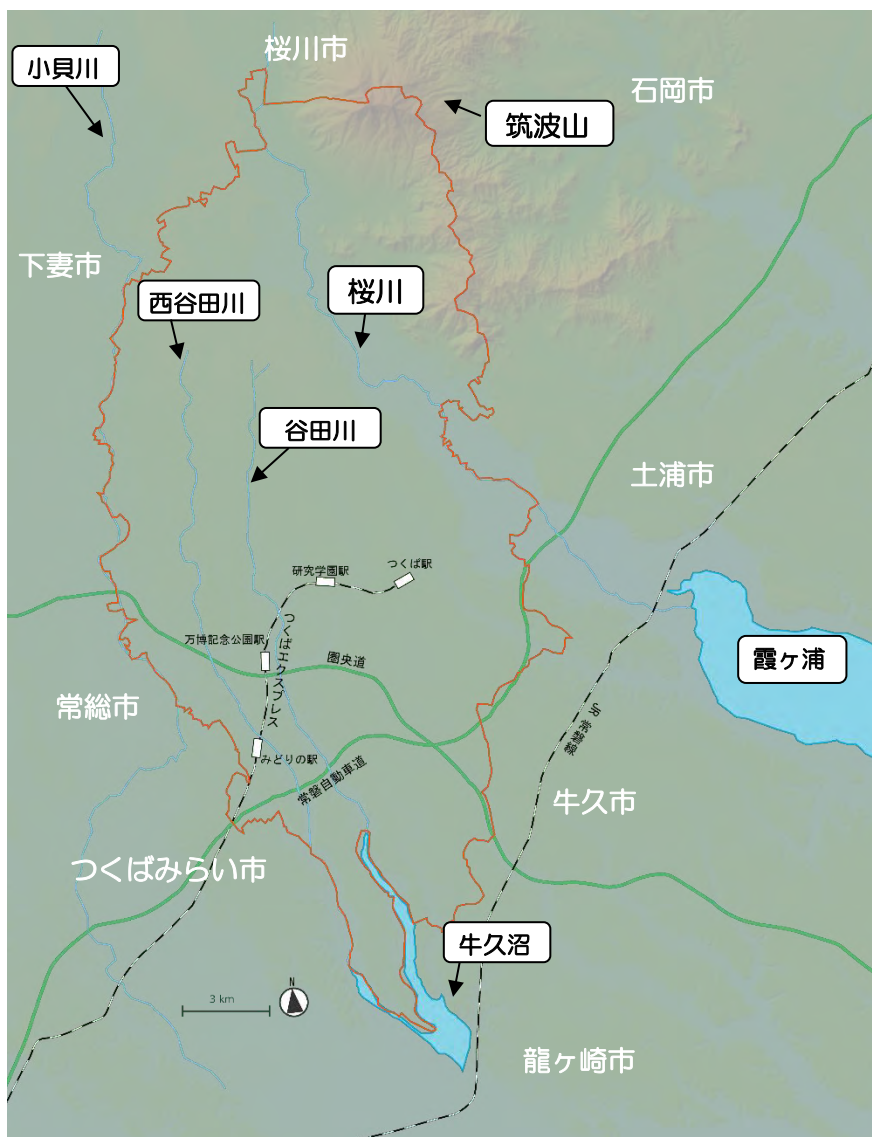 桜川市
小貝川
石岡市
筑波山
下妻市
西谷田川
桜川
谷田川
土浦市
つくば駅
研究学園駅
万博記念公園駅
つくばエクスプレス
圏央道
霞ヶ浦
常総市
JR常磐線
みどりの駅
常磐自動車道
牛久市
つくばみらい市
牛久沼
N
3 km
龍ヶ崎市